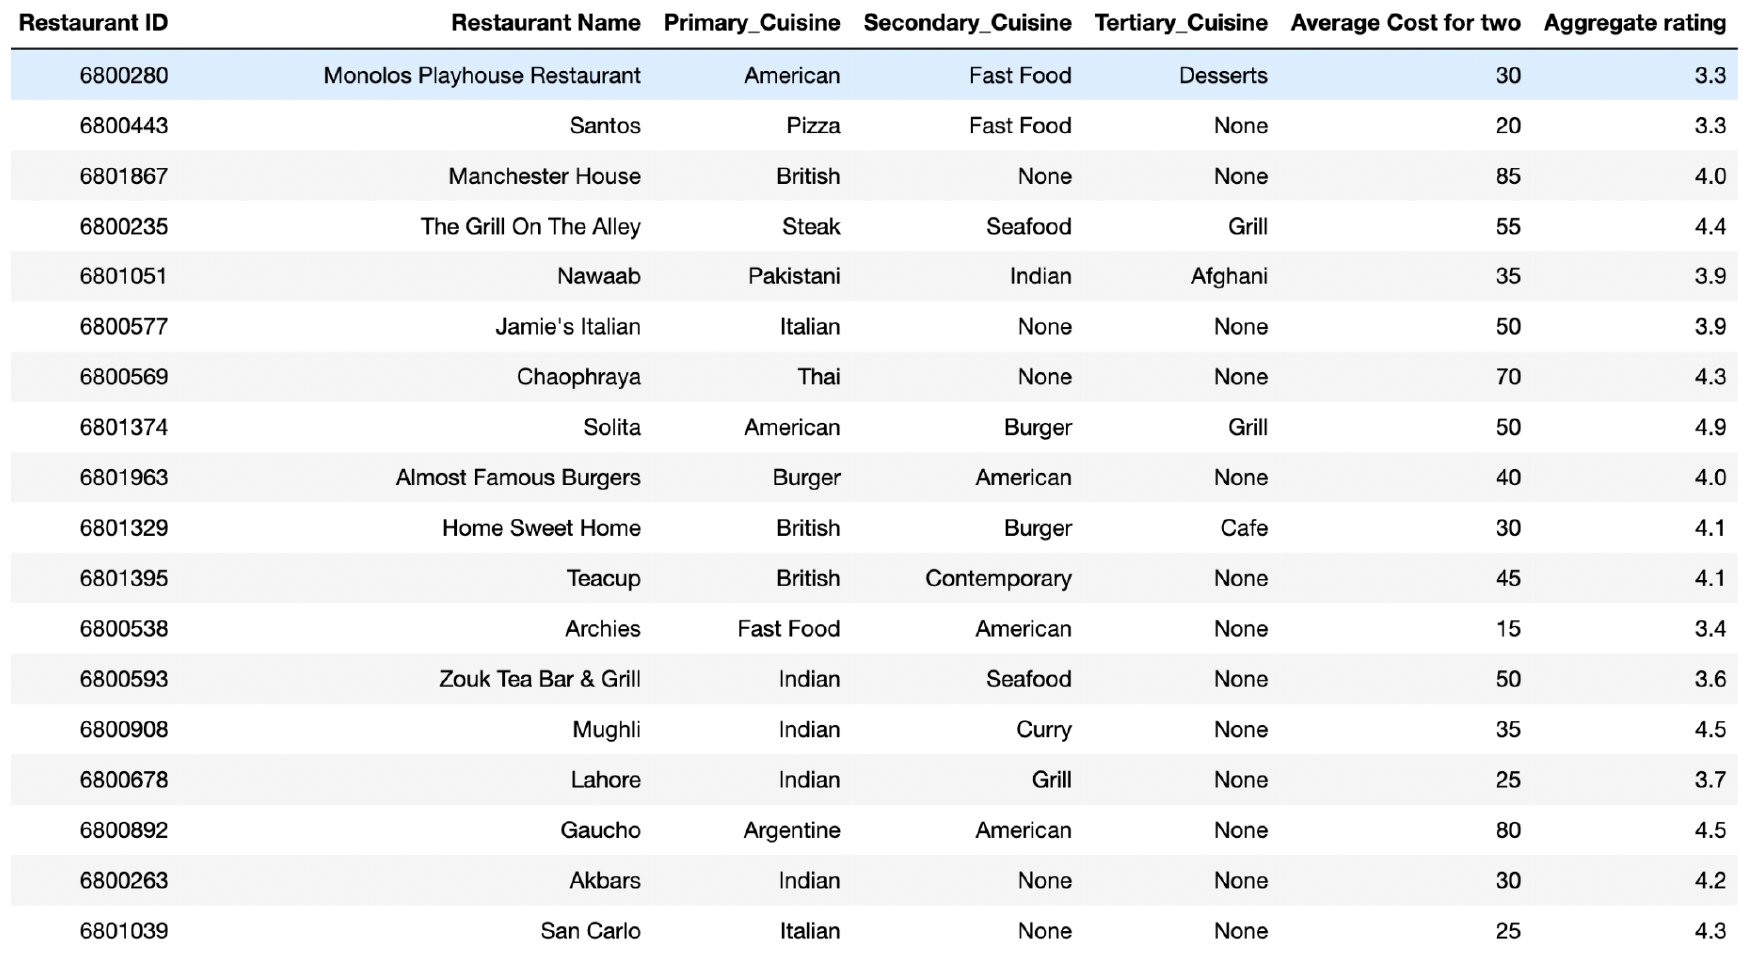 Restaurant ID Restaurant Name Primary_Cuisine Secondary_Cuisine Tertiary_Cuisine Average Cost for two Aggregate rating
6800280 Monolos Playhouse Restaurant American Fast Food Desserts 30 3.3
6800443 Santos Pizza Fast Food None 20 3.3
6801867 Manchester House British None None 85 4.0
6800235 The Grill On The Alley Steak Seafood Grill 55 4.4
6801051 Nawaab Pakistani Indian Afghani 35 3.9
6800577 Jamie's Italian Italian None None 50 3.9
6800569 Chaophraya Thai None None 70 4.3
6801374 Solita American Burger Grill 50 4.9
6801963 Almost Famous Burgers Burger American None 40 4.0
6801329 Home Sweet Home British Burger Cafe 30 4.1
6801395 Teacup British Contemporary None 45 4.1
6800538 Archies Fast Food American None 15 3.4
6800593 Zouk Tea Bar & Grill Indian Seafood None 50 3.6
6800908 Mughli Indian Curry None 35 4.5
6800678 Lahore Indian Grill None 25 3.7
6800892 Gaucho Argentine American None 80 4.5
6800263 Akbars Indian None None 30 4.2
6801039 San Carlo Italian None None 25 4.3